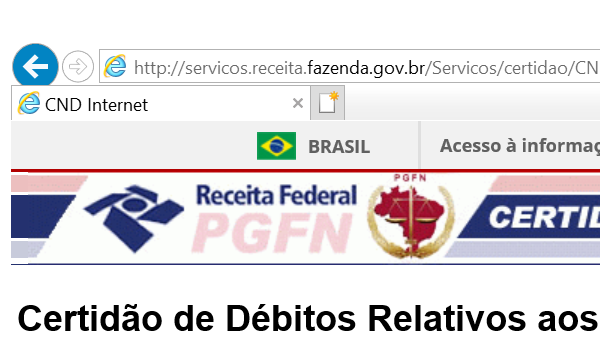 http://servicos.receita.fazenda.gov.br/Servicos/certidao/CN
CND Internet
BRASIL Acesso à informaç
PGFN
Receita Federal
PGFN
CERTID
Certidão de Débitos Relativos aos